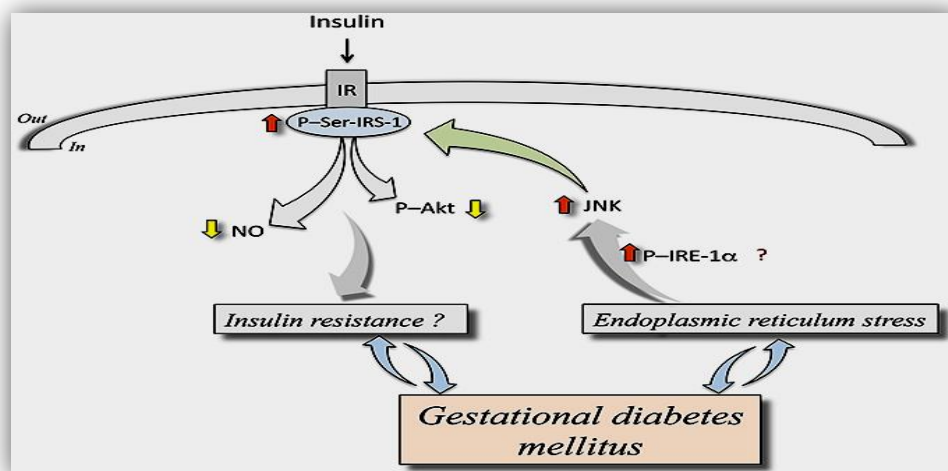 Insulin
IR
Out
P–Ser-IRS-1
In
P–Akt
JNK
NO
P–IRE-1α ?
Insulin resistance ?
Endoplasmic reticulum stress
Gestational diabetes
mellitus